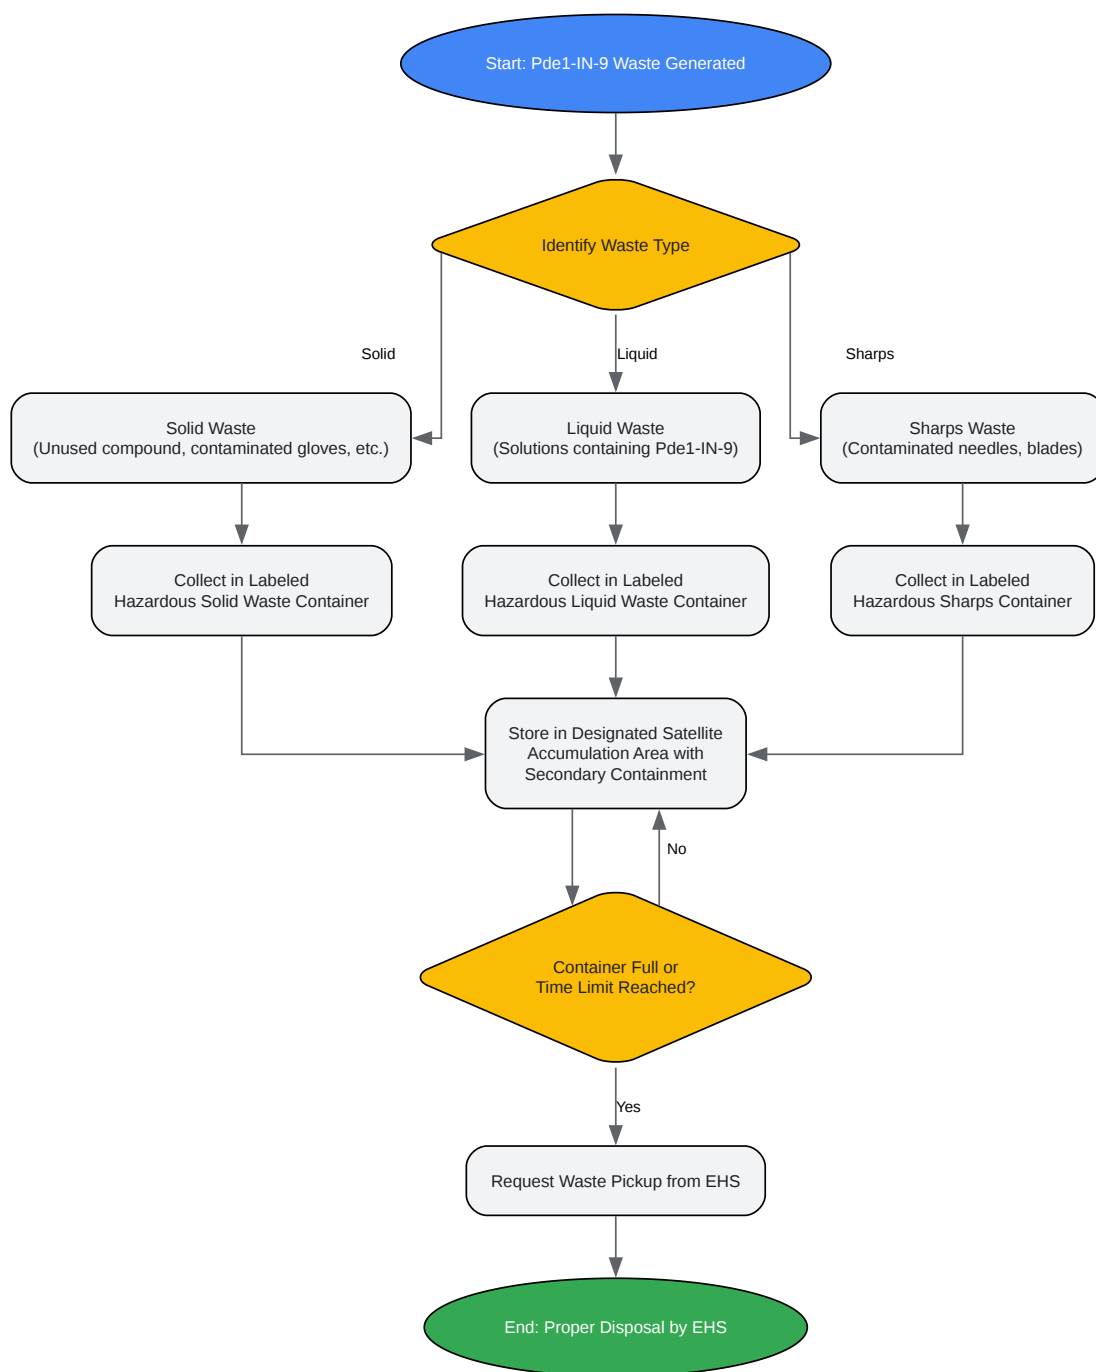 Start: Pde1-IN-9 Waste Generated
Identify Waste Type
Solid
Liquid
Sharps
Solid Waste
(Unused compound, contaminated gloves, etc.)
Liquid Waste
(Solutions containing Pde1-IN-9)
Sharps Waste
(Contaminated needles, blades)
Collect in Labeled
Hazardous Solid Waste Container
Collect in Labeled
Hazardous Liquid Waste Container
Collect in Labeled
Hazardous Sharps Container
Store in Designated Satellite
Accumulation Area with
Secondary Containment
No
Container Full or
Time Limit Reached?
Yes
Request Waste Pickup from EHS
End: Proper Disposal by EHS